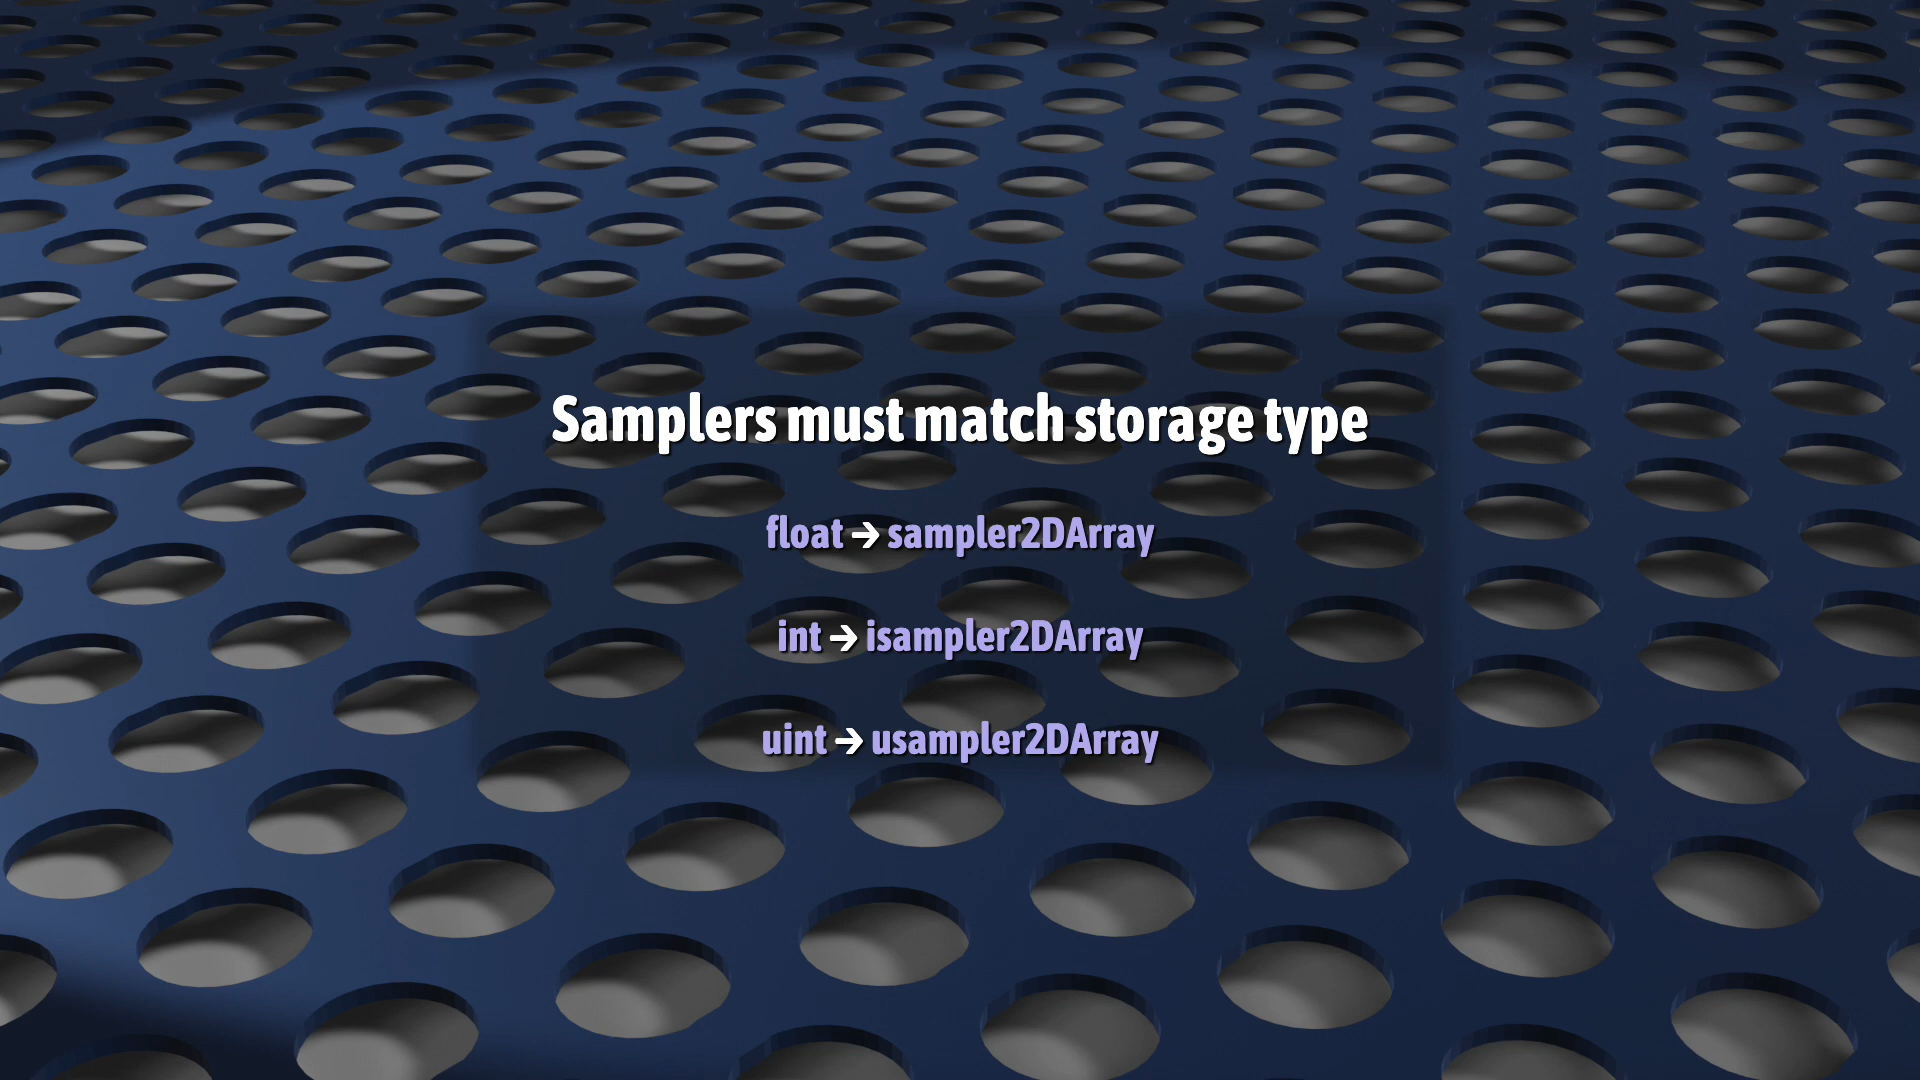 Samplers must match storage type
float → sampler2DArray
int → isampler2DArray
uint → usampler2DArray